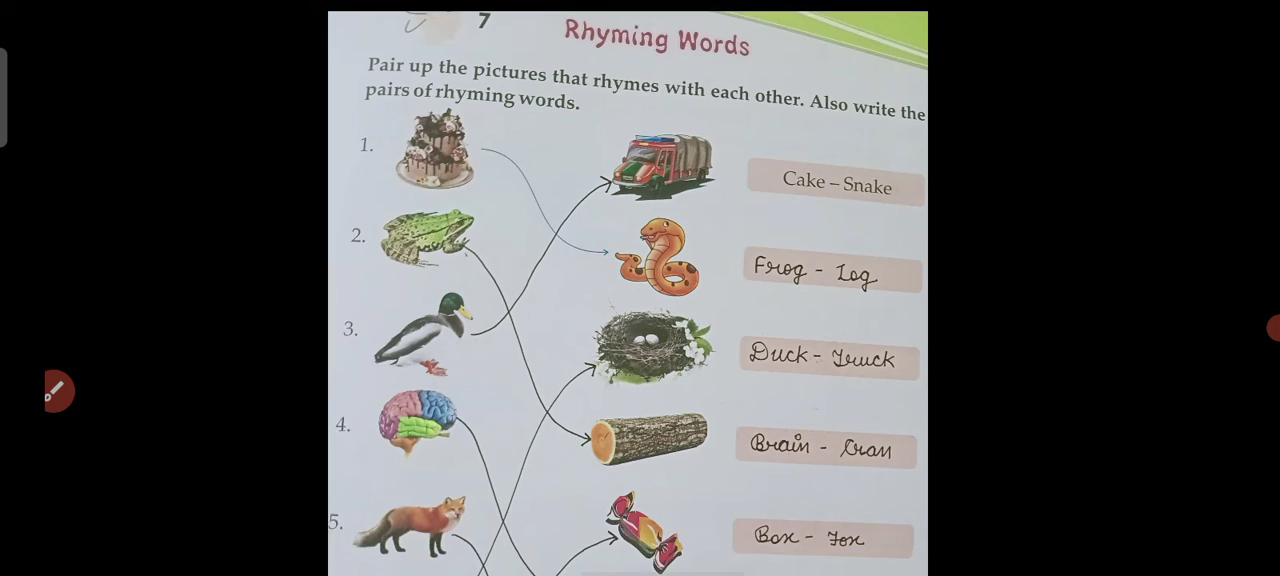 7
Rhyming Words
Pair up the pictures that rhymes with each other. Also write the
pairs of rhyming words.
1.
Cake – Snake
2.
Frog - Log
3.
Duck - Truck
4.
Brain - Cran
5.
Box - Fox